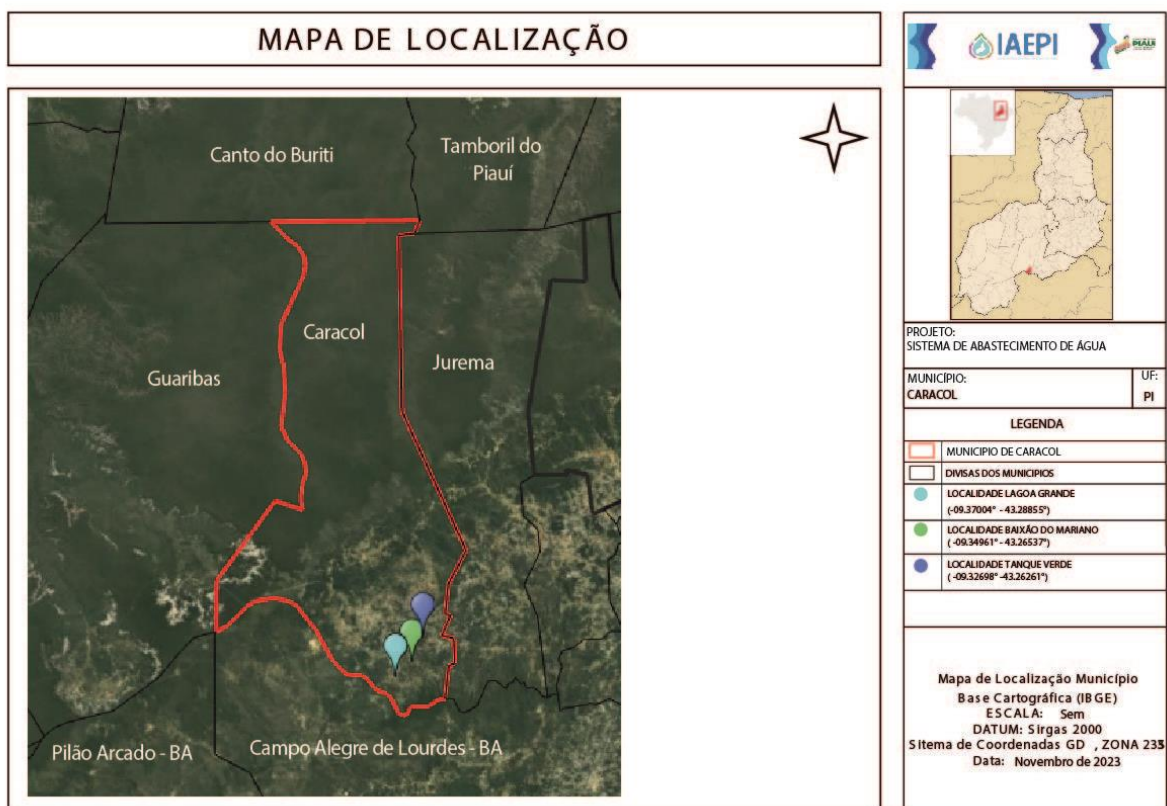 MAPA DE LOCALIZAÇÃO
Canto do Buriti
Tamboril do
Piauí
Caracol
Guaribas
Jurema
Pilão Arcado - BA
Campo Alegre de Lourdes - BA
IAEPI
PIAUÍ
PROJETO:
SISTEMA DE ABASTECIMENTO DE ÁGUA
MUNICÍPIO:
CARACOL
UF:
PI
LEGENDA
MUNICIPIO DE CARACOL
DIVISAS DOS MUNICIPIOS
LOCALIDADE LAGOA GRANDE
(-09.37004° - 43.28855°)
LOCALIDADE BAIXÃO DO MARIANO
( -09.34961° - 43.26537°)
LOCALIDADE TANQUE VERDE
( -09.32698° -43.26261°)
Mapa de Localização Município
Base Cartográfica (IBGE)
ESCALA: Sem
DATUM: Sirgas 2000
Sitema de Coordenadas GD , ZONA
Data: Novembro de 2023